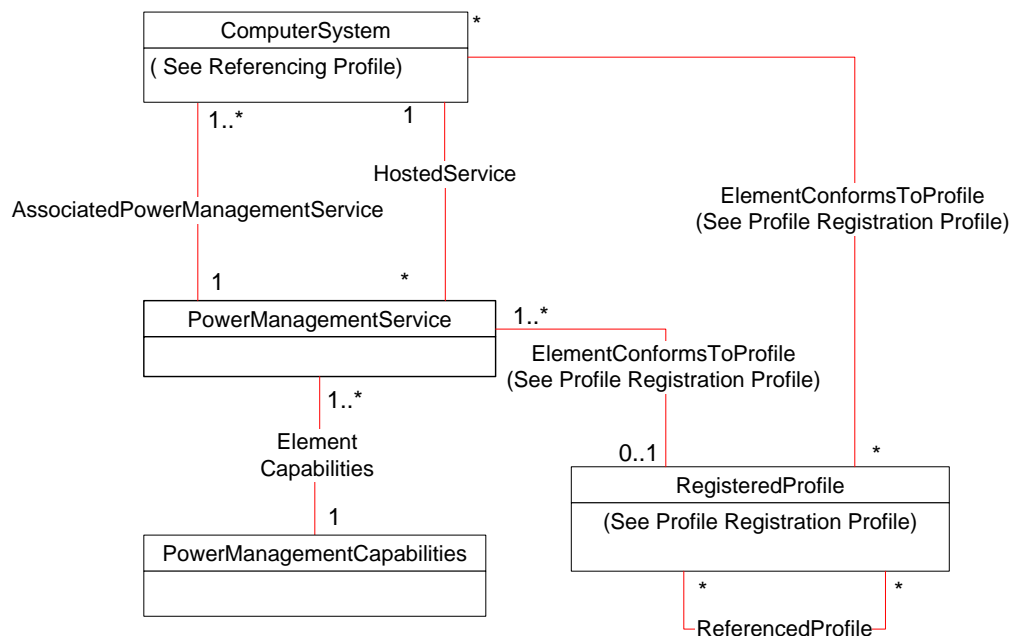 ComputerSystem
*
( See Referencing Profile)
1..*
1
HostedService
AssociatedPowerManagementService
ElementConformsToProfile
(See Profile Registration Profile)
1
*
PowerManagementService
1..*
ElementConformsToProfile
(See Profile Registration Profile)
1..*
Element
Capabilities
0..1
*
1
RegisteredProfile
(See Profile Registration Profile)
PowerManagementCapabilities
*
*
ReferencedProfile